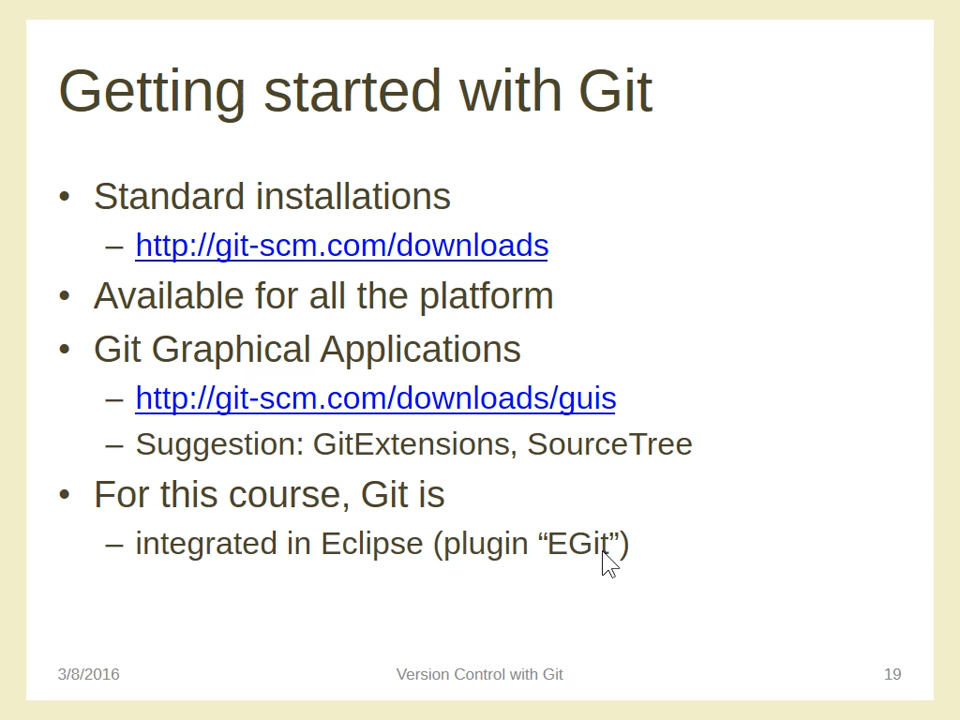 Getting started with Git
• Standard installations
– http://git-scm.com/downloads
• Available for all the platform
• Git Graphical Applications
– http://git-scm.com/downloads/guis
– Suggestion: GitExtensions, SourceTree
• For this course, Git is
– integrated in Eclipse (plugin “EGit”)
3/8/2016
Version Control with Git
19